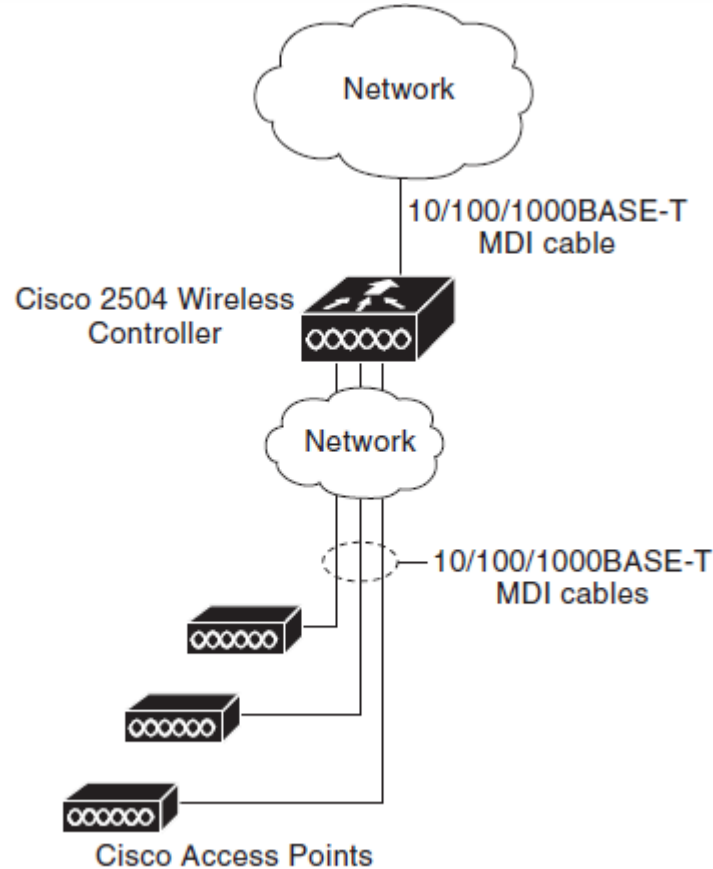 Network
10/100/1000BASE-T
MDI cable
Cisco 2504 Wireless
Controller
Network
10/100/1000BASE-T
MDI cables
Cisco Access Points